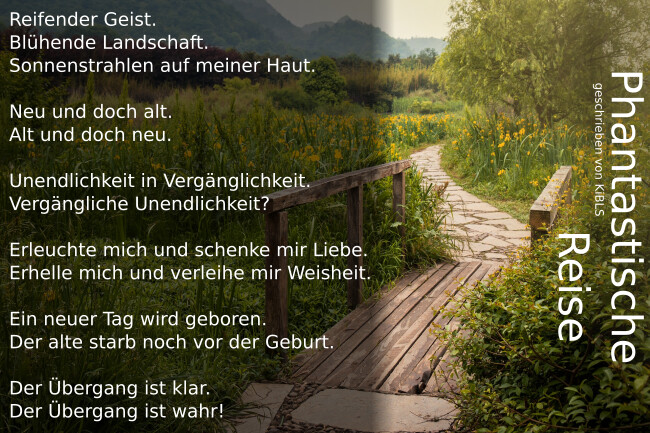 Reifender Geist.
Blühende Landschaft.
Sonnenstrahlen auf meiner Haut.
Neu und doch alt.
Alt und doch neu.
Unendlichkeit in Vergänglichkeit.
Vergängliche Unendlichkeit?
Erleuchte mich und schenke mir Liebe.
Erhelle mich und verleihe mir Weisheit.
Ein neuer Tag wird geboren.
Der alte starb noch vor der Geburt.
Der Übergang ist klar.
Der Übergang ist wahr!
Phantastische
Reise
geschrieben von KIBLS